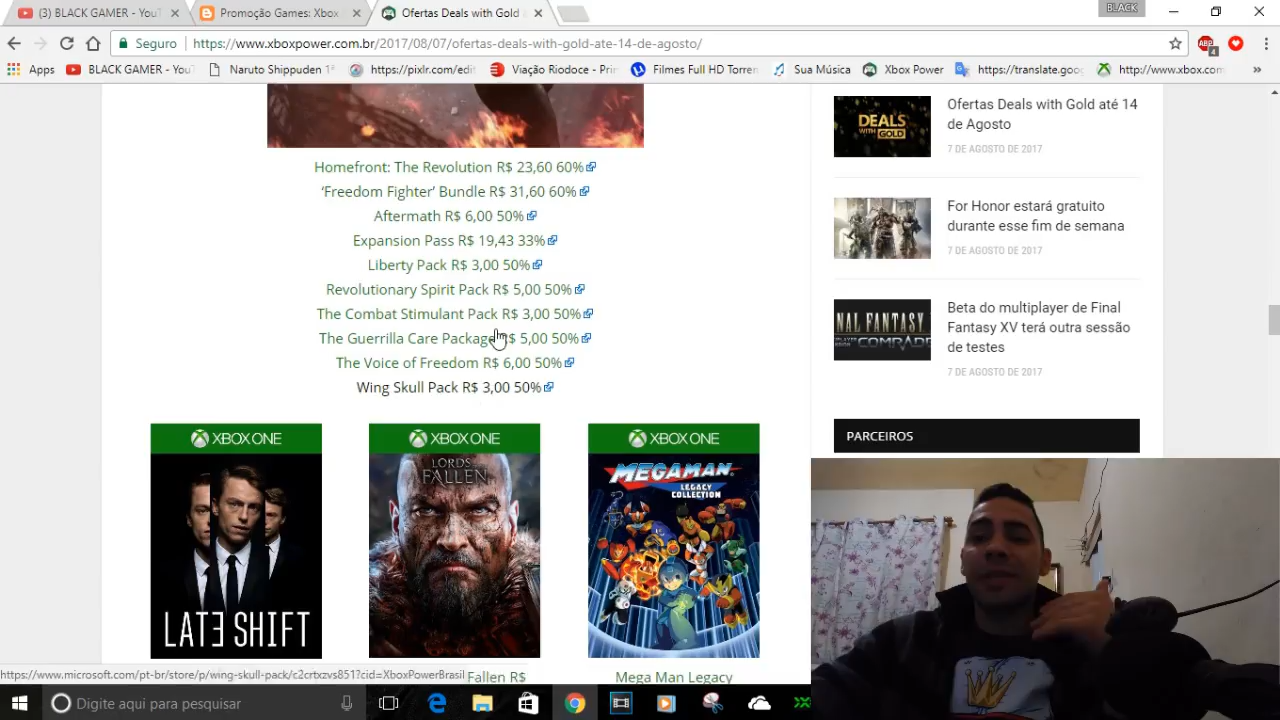 (3) BLACK GAMER - YouT
Promoção Games: Xbox
Ofertas Deals with Gold a
BLACK
Seguro
https://www.xboxpower.com.br/2017/08/07/ofertas-deals-with-gold-ate-14-de-agosto/
ABP
4
Apps
BLACK GAMER - YouT
Naruto Shippuden 1ª
https://pixlr.com/edit
Viação Riodoce - Prin
Filmes Full HD Torren
Sua Música
Xbox Power
https://translate.goog
http://www.xbox.com
»
Homefront: The Revolution R$ 23,60 60%
‘Freedom Fighter’ Bundle R$ 31,60 60%
Aftermath R$ 6,00 50%
Expansion Pass R$ 19,43 33%
Liberty Pack R$ 3,00 50%
Revolutionary Spirit Pack R$ 5,00 50%
The Combat Stimulant Pack R$ 3,00 50%
The Guerrilla Care Package R$ 5,00 50%
The Voice of Freedom R$ 6,00 50%
Wing Skull Pack R$ 3,00 50%
XBOX ONE
LATE SHIFT
XBOX ONE
LORDS
FALLEN
XBOX ONE
MEGAMAN
LEGACY
COLLECTION
Fallen R$
Mega Man Legacy
DEALS
WITH GOLD
Ofertas Deals with Gold até 14
de Agosto
7 DE AGOSTO DE 2017
For Honor estará gratuito
durante esse fim de semana
7 DE AGOSTO DE 2017
NAL FANTASY
COMRADE
Beta do multiplayer de Final
Fantasy XV terá outra sessão
de testes
7 DE AGOSTO DE 2017
PARCEIROS
https://www.microsoft.com/pt-br/store/p/wing-skull-pack/c2crtxzvs851?cid=XboxPowerBrasil
Digite aqui para pesquisar